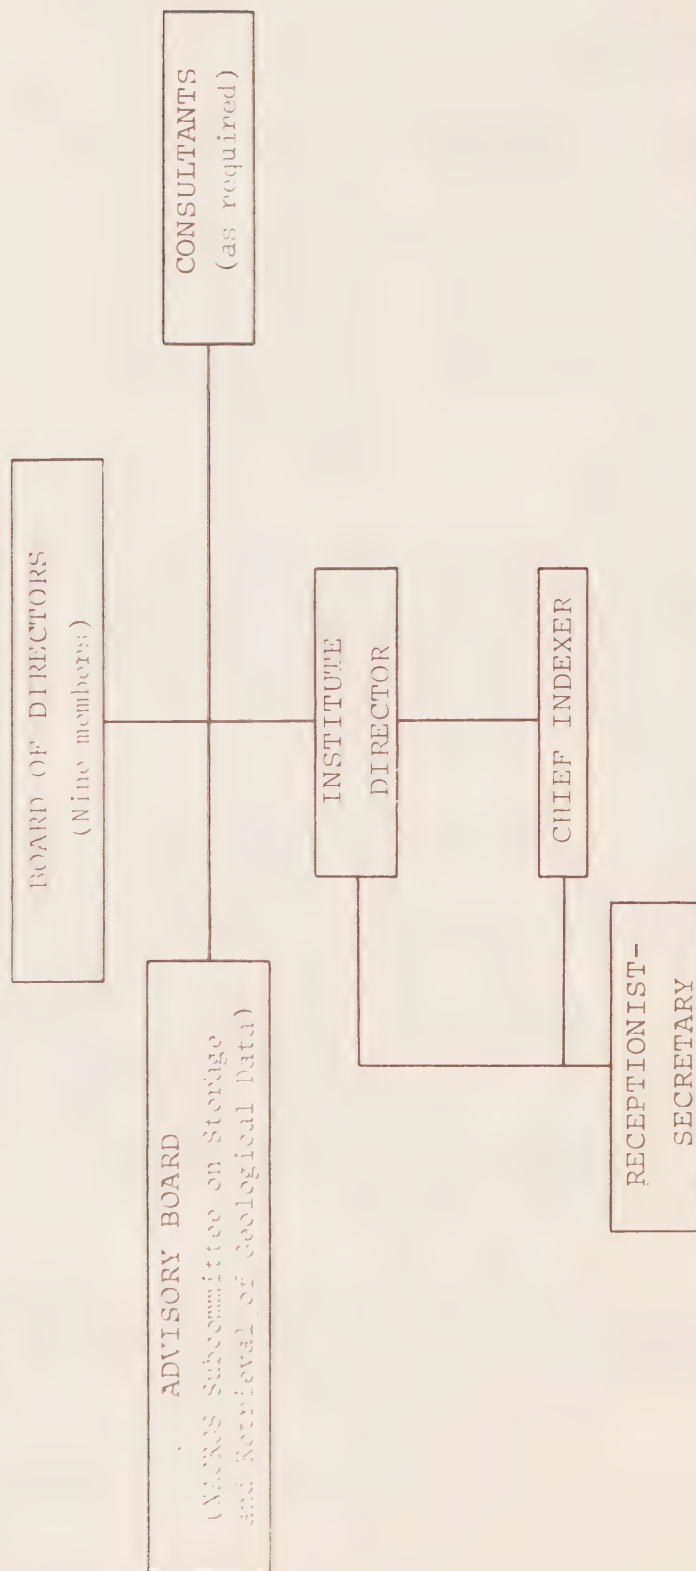 BOARD OF DIRECTORS
(Nine members)
ADVISORY BOARD
(NACRGS Subcommittee on Storage
and Retrieval of Geological Data)
CONSULTANTS
(as required)
INSTITUTE
DIRECTOR
CHIEF INDEXER
RECEPTIONIST-
SECRETARY